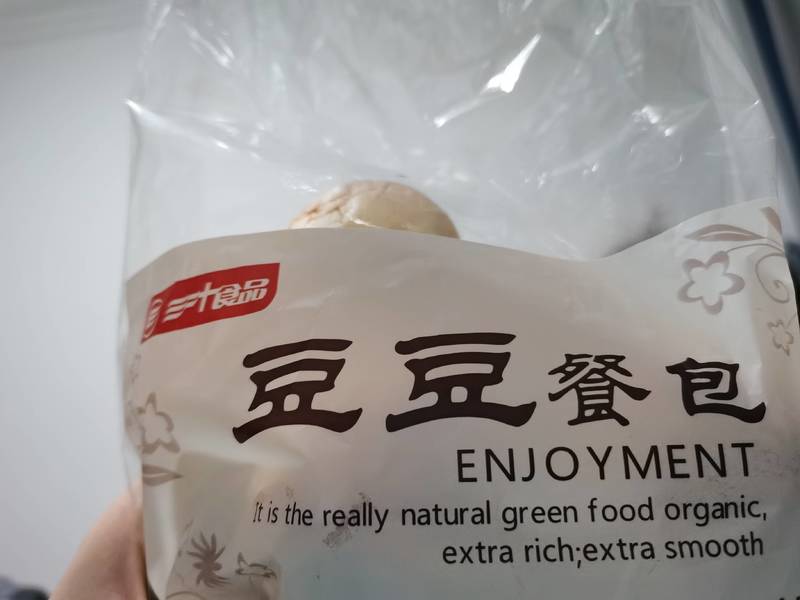 三十食品
豆豆餐包
ENJOYMENT
It is the really natural green food organic,
extra rich;extra smooth